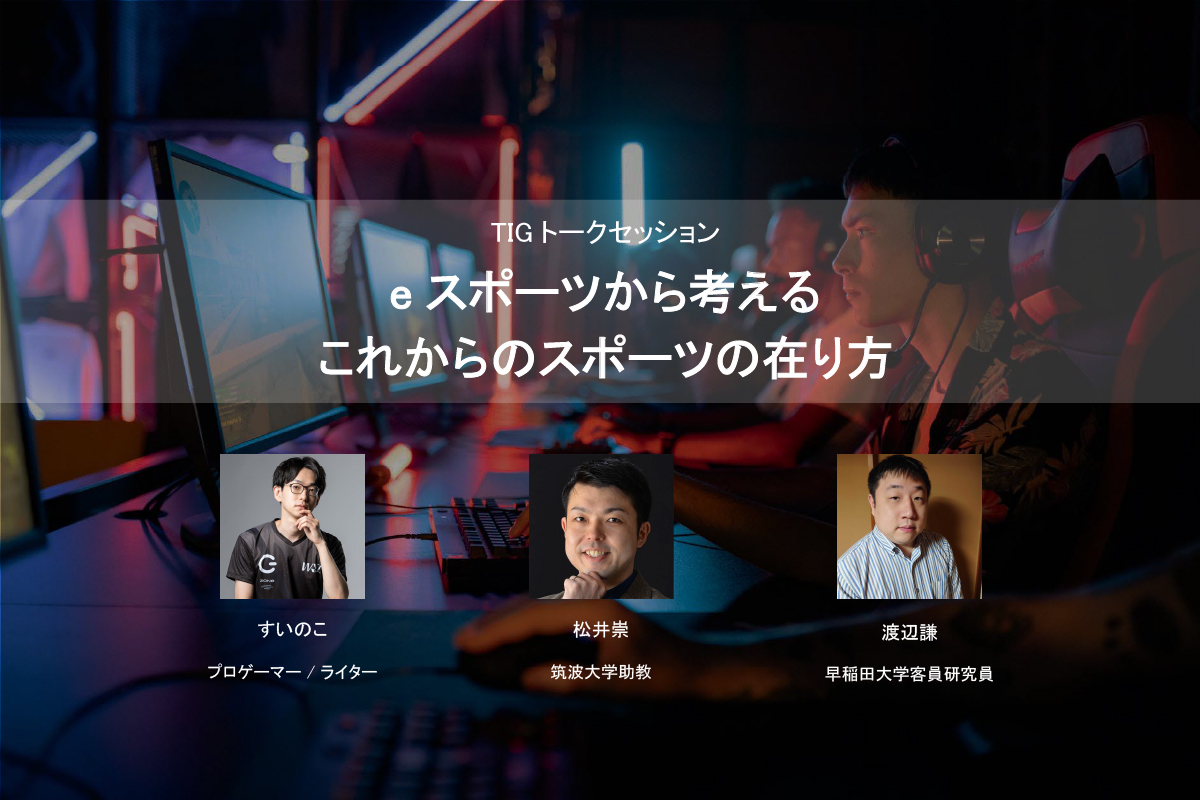 TIG トークセッション
e スポーツから考える
これからのスポーツの在り方
すいのこ
松井崇
渡辺謙
プロゲーマー / ライター
筑波大学助教
早稲田大学客員研究員